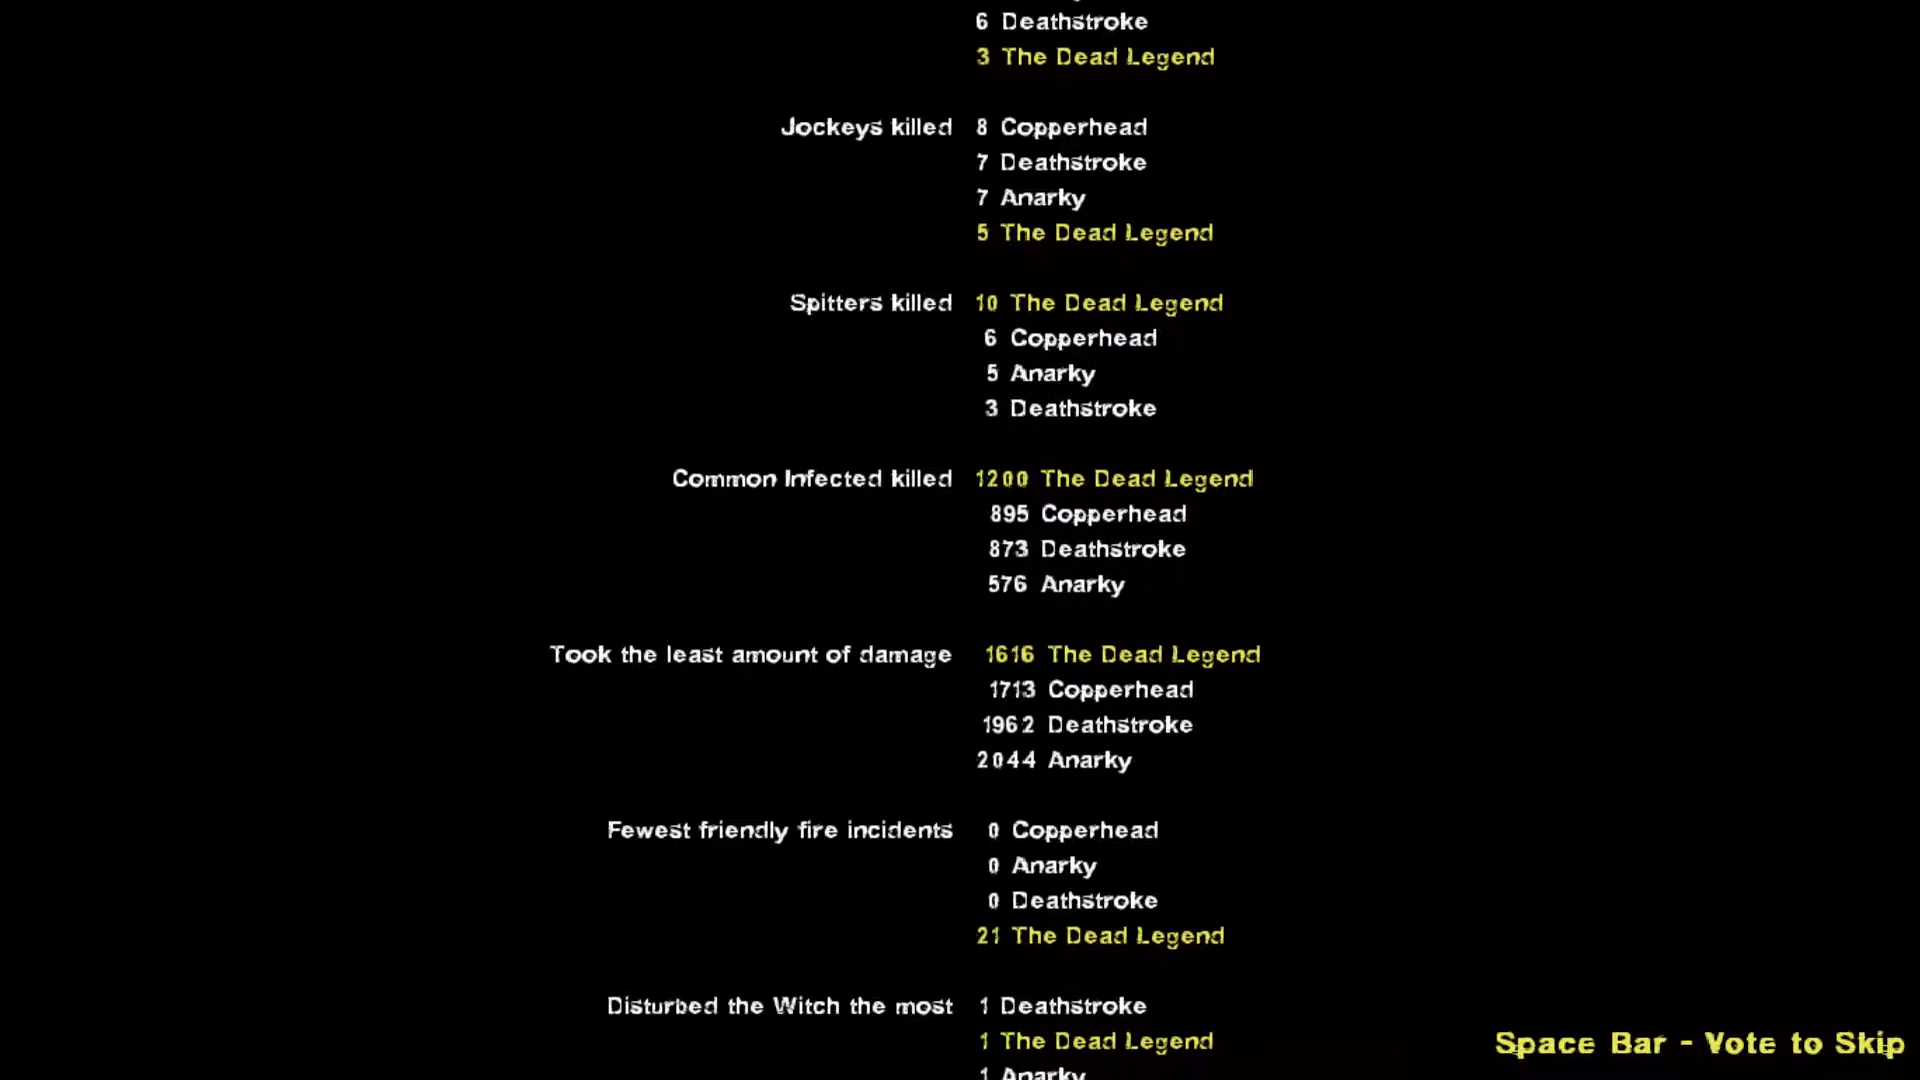 6 Deathstroke
3 The Dead Legend
Jockeys killed 8 Copperhead
7 Deathstroke
7 Anarky
5 The Dead Legend
Spitters killed 10 The Dead Legend
6 Copperhead
5 Anarky
3 Deathstroke
Common Infected killed 1200 The Dead Legend
895 Copperhead
873 Deathstroke
576 Anarky
Took the least amount of damage 1616 The Dead Legend
1713 Copperhead
1962 Deathstroke
2044 Anarky
Fewest friendly fire incidents 0 Copperhead
0 Anarky
0 Deathstroke
21 The Dead Legend
Disturbed the Witch the most 1 Deathstroke
1 The Dead Legend
1 Anarky
Space Bar - Vote to Skip